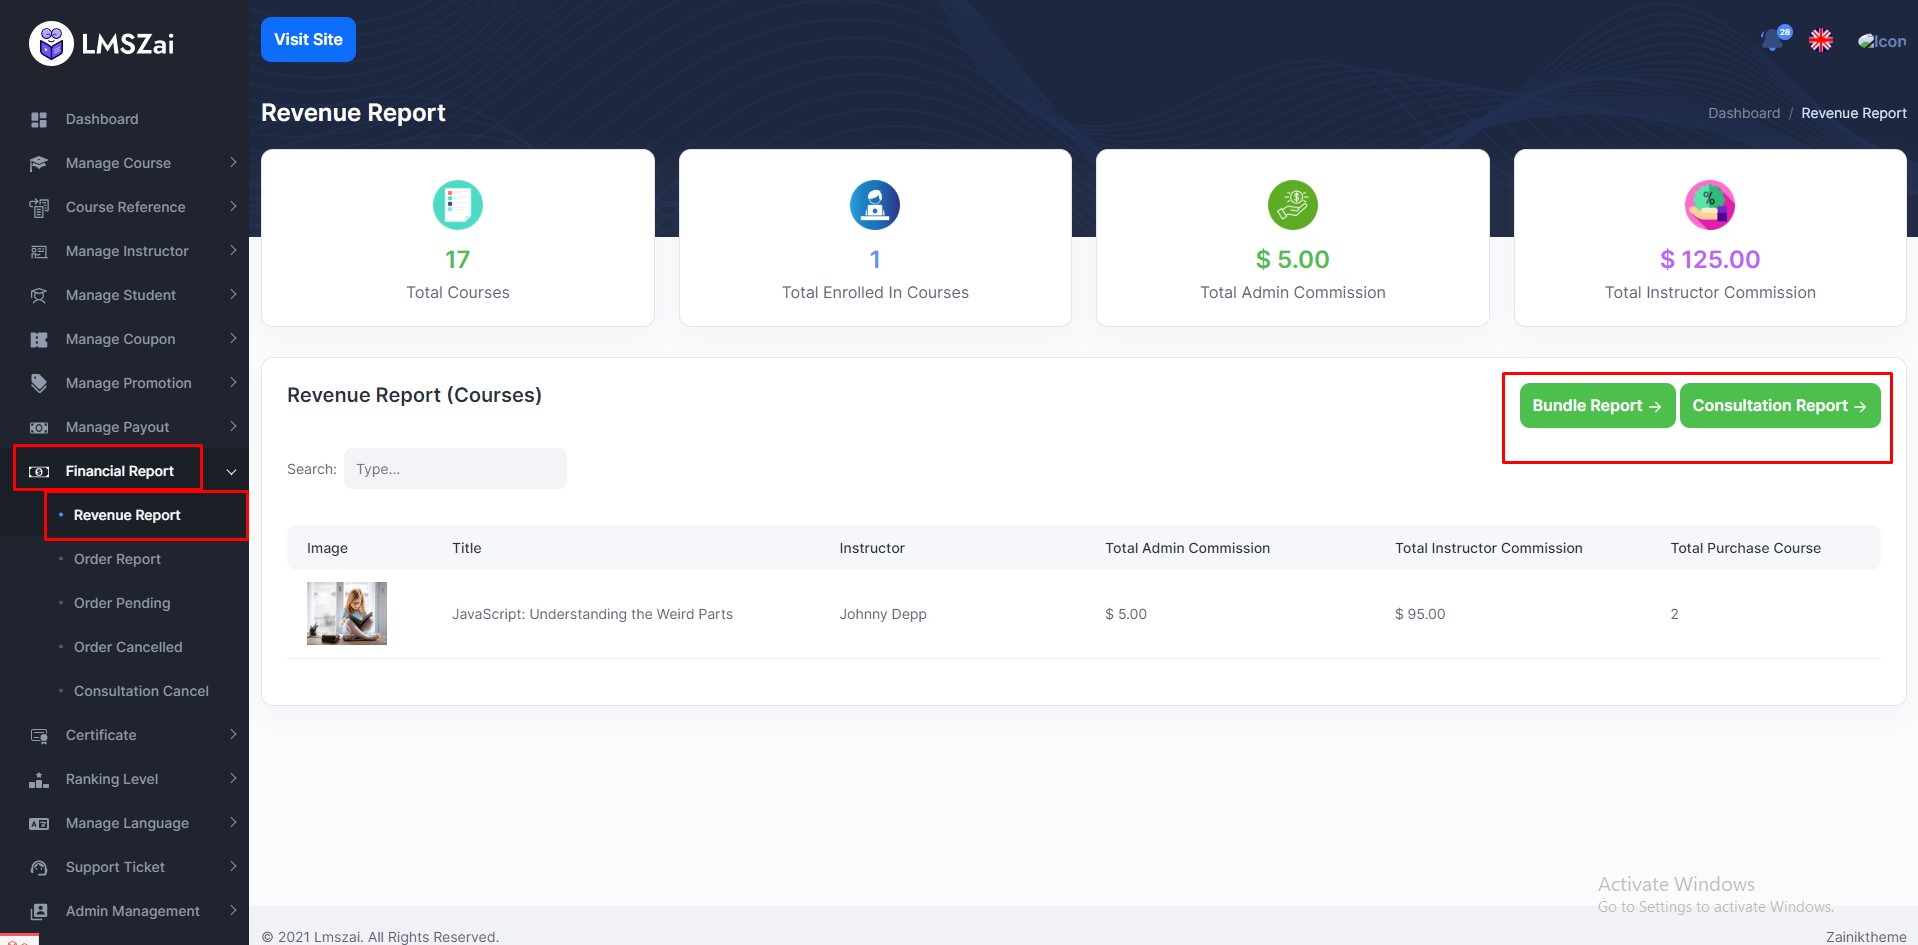 LMSZai
Visit Site
28
Icon
Dashboard
Manage Course
Course Reference
Manage Instructor
Manage Student
Manage Coupon
Manage Promotion
Manage Payout
Financial Report
Revenue Report
Order Report
Order Pending
Order Cancelled
Consultation Cancel
Certificate
Ranking Level
Manage Language
Support Ticket
Admin Management
Revenue Report
Dashboard / Revenue Report
17
Total Courses
1
Total Enrolled In Courses
$ 5.00
Total Admin Commission
$ 125.00
Total Instructor Commission
Revenue Report (Courses)
Bundle Report → Consultation Report →
Search: Type...
Image Title Instructor Total Admin Commission Total Instructor Commission Total Purchase Course
JavaScript: Understanding the Weird Parts Johnny Depp $ 5.00 $ 95.00 2
Activate Windows
Go to Settings to activate Windows.
© 2021 Lmszai. All Rights Reserved. Zainiktheme